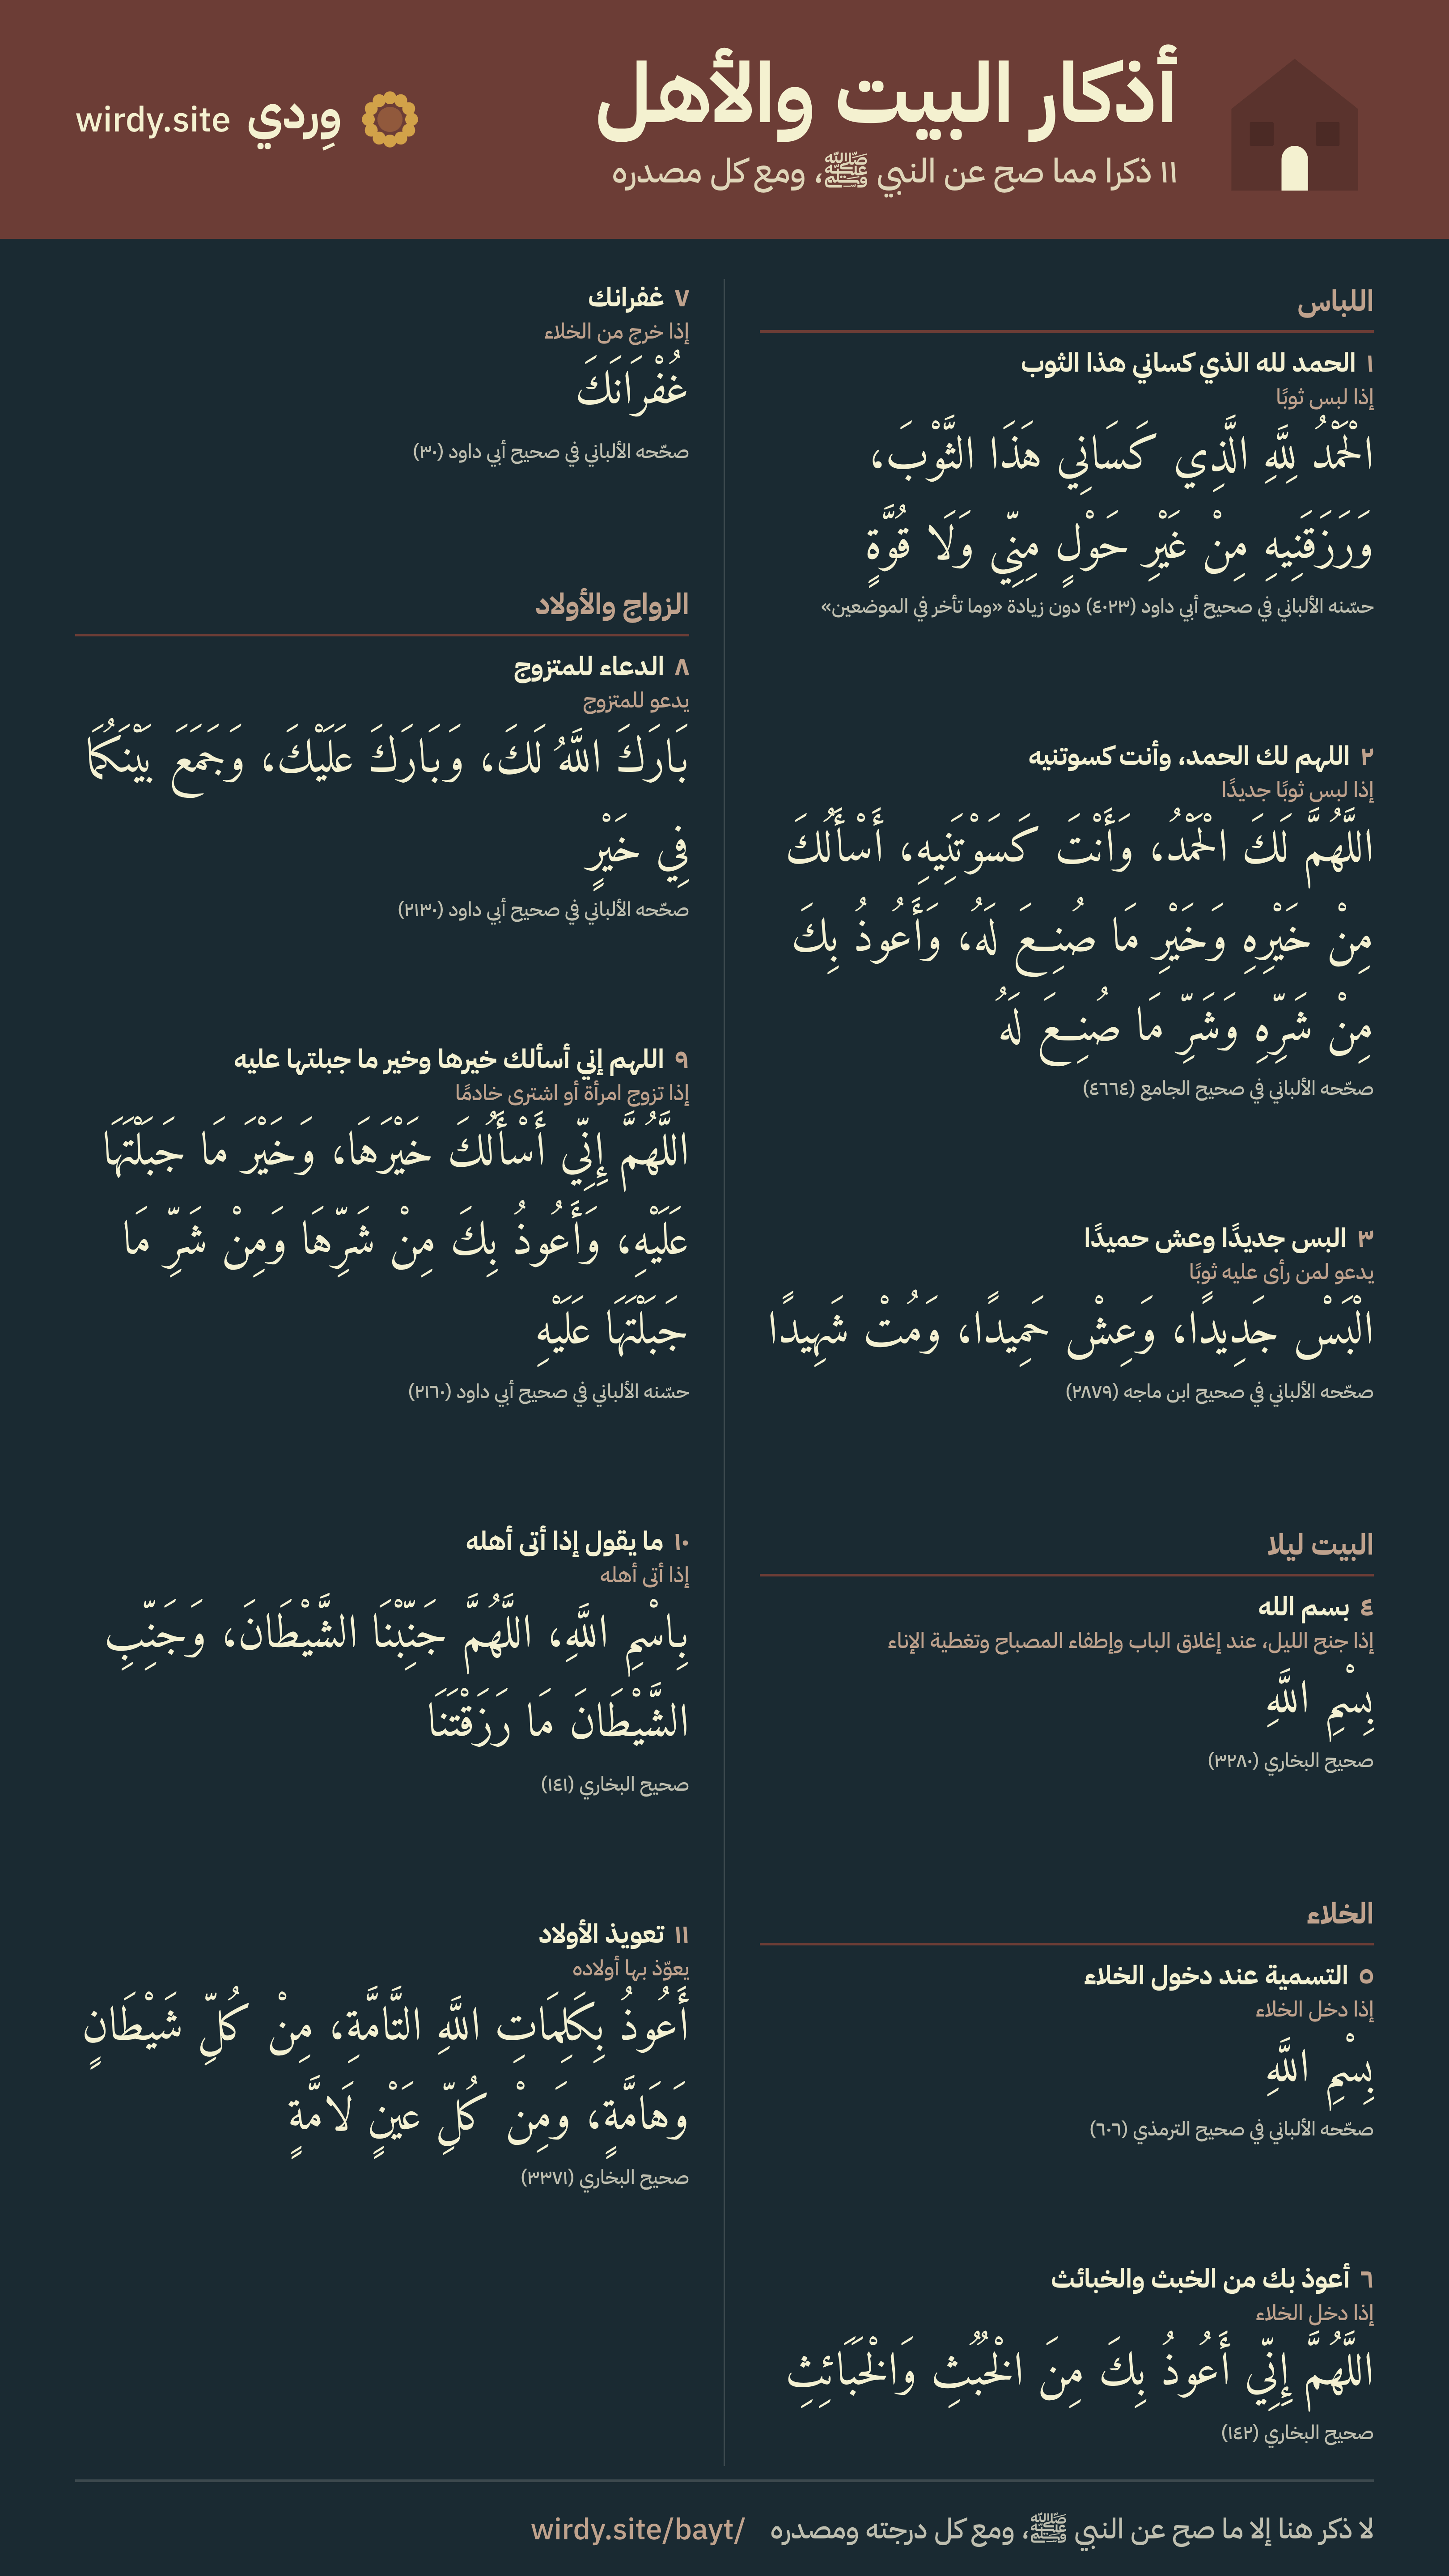 أذكار البيت والأهل
١١ ذكرا مما صح عن النبي ﷺ، ومع كل مصدره
وِردي wirdy.site
اللباس
١ الحمد لله الذي كساني هذا الثوب
إذا لبس ثوبًا
الْحَمْدُ لِلَّهِ الَّذِي كَسَانِي هَذَا الثَّوْبَ،
وَرَزَقَنِيهِ مِنْ غَيْرِ حَوْلٍ مِنِّي وَلَا قُوَّةٍ
حسّنه الألباني في صحيح أبي داود (٤٠٢٣) دون زيادة «وما تأخر في الموضعين»
٢ اللهم لك الحمد، وأنت كسوتنيه
إذا لبس ثوبًا جديدًا
اللَّهُمَّ لَكَ الْحَمْدُ، وَأَنْتَ كَسَوْتَنِيهِ، أَسْأَلُكَ
مِنْ خَيْرِهِ وَخَيْرِ مَا صُنِعَ لَهُ، وَأَعُوذُ بِكَ
مِنْ شَرِّهِ وَشَرِّ مَا صُنِعَ لَهُ
صحّحه الألباني في صحيح الجامع (٤٦٦٤)
٣ البس جديدًا وعش حميدًا
يدعو لمن رأى عليه ثوبًا
الْبَسْ جَدِيدًا، وَعِشْ حَمِيدًا، وَمُتْ شَهِيدًا
صحّحه الألباني في صحيح ابن ماجه (٢٨٧٩)
البيت ليلا
٤ بسم الله
إذا جنح الليل، عند إغلاق الباب وإطفاء المصباح وتغطية الإناء
بِسْمِ اللَّهِ
صحيح البخاري (٣٢٨٠)
الخلاء
٥ التسمية عند دخول الخلاء
إذا دخل الخلاء
بِسْمِ اللَّهِ
صحّحه الألباني في صحيح الترمذي (٦٠٦)
٦ أعوذ بك من الخبث والخبائث
إذا دخل الخلاء
اللَّهُمَّ إِنِّي أَعُوذُ بِكَ مِنَ الْخُبُثِ وَالْخَبَائِثِ
صحيح البخاري (١٤٢)
٧ غفرانك
إذا خرج من الخلاء
غُفْرَانَكَ
صحّحه الألباني في صحيح أبي داود (٣٠)
الزواج والأولاد
٨ الدعاء للمتزوج
يدعو للمتزوج
بَارَكَ اللَّهُ لَكَ، وَبَارَكَ عَلَيْكَ، وَجَمَعَ بَيْنَكُمَا
فِي خَيْرٍ
صحّحه الألباني في صحيح أبي داود (٢١٣٠)
٩ اللهم إني أسألك خيرها وخير ما جبلتها عليه
إذا تزوج امرأة أو اشترى خادمًا
اللَّهُمَّ إِنِّي أَسْأَلُكَ خَيْرَهَا، وَخَيْرَ مَا جَبَلْتَهَا
عَلَيْهِ، وَأَعُوذُ بِكَ مِنْ شَرِّهَا وَمِنْ شَرِّ مَا
جَبَلْتَهَا عَلَيْهِ
حسّنه الألباني في صحيح أبي داود (٢١٦٠)
١٠ ما يقول إذا أتى أهله
إذا أتى أهله
بِاسْمِ اللَّهِ، اللَّهُمَّ جَنِّبْنَا الشَّيْطَانَ، وَجَنِّبِ
الشَّيْطَانَ مَا رَزَقْتَنَا
صحيح البخاري (١٤١)
١١ تعويذ الأولاد
يعوّذ بها أولاده
أَعُوذُ بِكَلِمَاتِ اللَّهِ التَّامَّةِ، مِنْ كُلِّ شَيْطَانٍ
وَهَامَّةٍ، وَمِنْ كُلِّ عَيْنٍ لَامَّةٍ
صحيح البخاري (٣٣٧١)
لا ذكر هنا إلا ما صح عن النبي ﷺ، ومع كل درجته ومصدره wirdy.site/bayt/